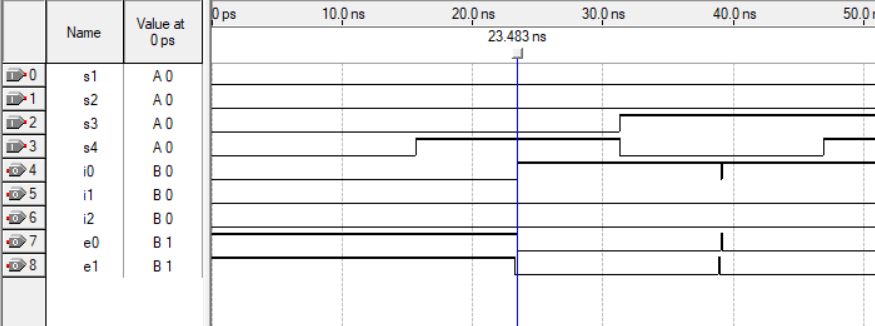 0 ps 10.0 ns 20.0 ns 30.0 ns 40.0 ns 50.0
23.483 ns
Name Value at 0 ps
0 s1 A 0
1 s2 A 0
2 s3 A 0
3 s4 A 0
4 i0 B 0
5 i1 B 0
6 i2 B 0
7 e0 B 1
8 e1 B 1